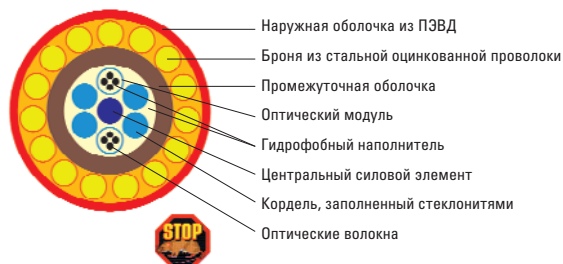 Наружная оболочка из ПЭВД
Броня из стальной оцинкованной проволоки
Промежуточная оболочка
Оптический модуль
Гидрофобный наполнитель
Центральный силовой элемент
Кордель, заполненный стеклонитями
Оптические волокна
STOP